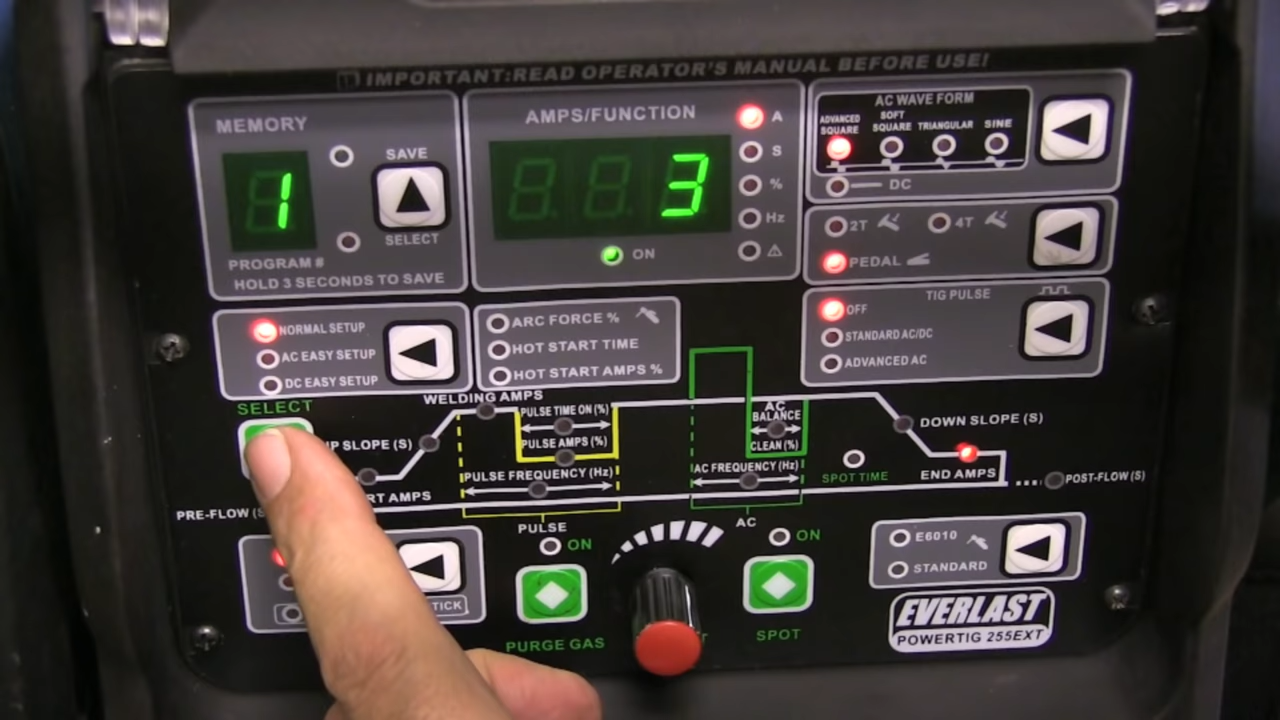 IMPORTANT:READ OPERATOR'S MANUAL BEFORE USE!
MEMORY
1
SAVE
SELECT
PROGRAM #
HOLD 3 SECONDS TO SAVE
AMPS/FUNCTION
3
A
S
%
Hz
ON
AC WAVE FORM
ADVANCED SQUARE
SOFT SQUARE
TRIANGULAR
SINE
DC
2T
4T
PEDAL
TIG PULSE
OFF
STANDARD AC/DC
ADVANCED AC
NORMAL SETUP
AC EASY SETUP
DC EASY SETUP
ARC FORCE %
HOT START TIME
HOT START AMPS %
SELECT
WELDING AMPS
PULSE TIME ON (%)
PULSE AMPS (%)
PULSE FREQUENCY (Hz)
AC BALANCE
CLEAN (%)
AC FREQUENCY (Hz)
SLOPE (S)
AMPS
PRE-FLOW
DOWN SLOPE (S)
SPOT TIME
END AMPS
POST-FLOW (S)
PULSE
AC
ON
ON
PURGE GAS
SPOT
E6010
STANDARD
EVERLAST
POWERTIG 255EXT